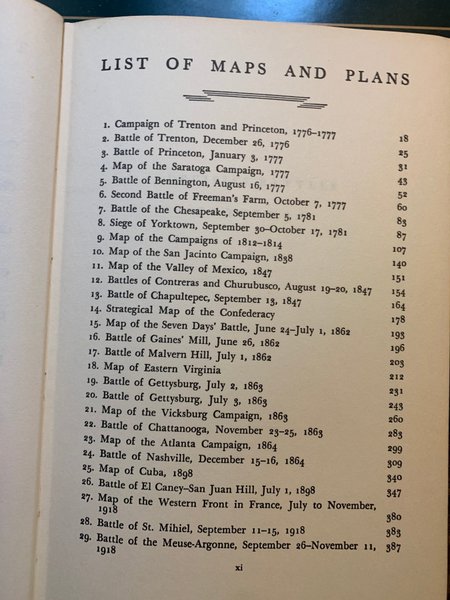 LIST OF MAPS AND PLANS
1. Campaign of Trenton and Princeton, 1776–1777 18
2. Battle of Trenton, December 26, 1776 25
3. Battle of Princeton, January 3, 1777 31
4. Map of the Saratoga Campaign, 1777 43
5. Battle of Bennington, August 16, 1777 52
6. Second Battle of Freeman's Farm, October 7, 1777 60
7. Battle of the Chesapeake, September 5, 1781 83
8. Siege of Yorktown, September 30–October 17, 1781 87
9. Map of the Campaigns of 1812–1814 107
10. Map of the San Jacinto Campaign, 1838 140
11. Map of the Valley of Mexico, 1847 151
12. Battles of Contreras and Churubusco, August 19–20, 1847 154
13. Battle of Chapultepec, September 13, 1847 164
14. Strategical Map of the Confederacy 178
15. Map of the Seven Days' Battle, June 24–July 1, 1862 193
16. Battle of Gaines' Mill, June 26, 1862 196
17. Battle of Malvern Hill, July 1, 1862 203
18. Map of Eastern Virginia 212
19. Battle of Gettysburg, July 2, 1863 231
20. Battle of Gettysburg, July 3, 1863 243
21. Map of the Vicksburg Campaign, 1863 260
22. Battle of Chattanooga, November 23–25, 1863 283
23. Map of the Atlanta Campaign, 1864 299
24. Battle of Nashville, December 15–16, 1864 309
25. Map of Cuba, 1898 340
26. Battle of El Caney–San Juan Hill, July 1, 1898 347
27. Map of the Western Front in France, July to November,
1918 380
28. Battle of St. Mihiel, September 11–15, 1918 383
29. Battle of the Meuse-Argonne, September 26–November 11,
1918 387
xi